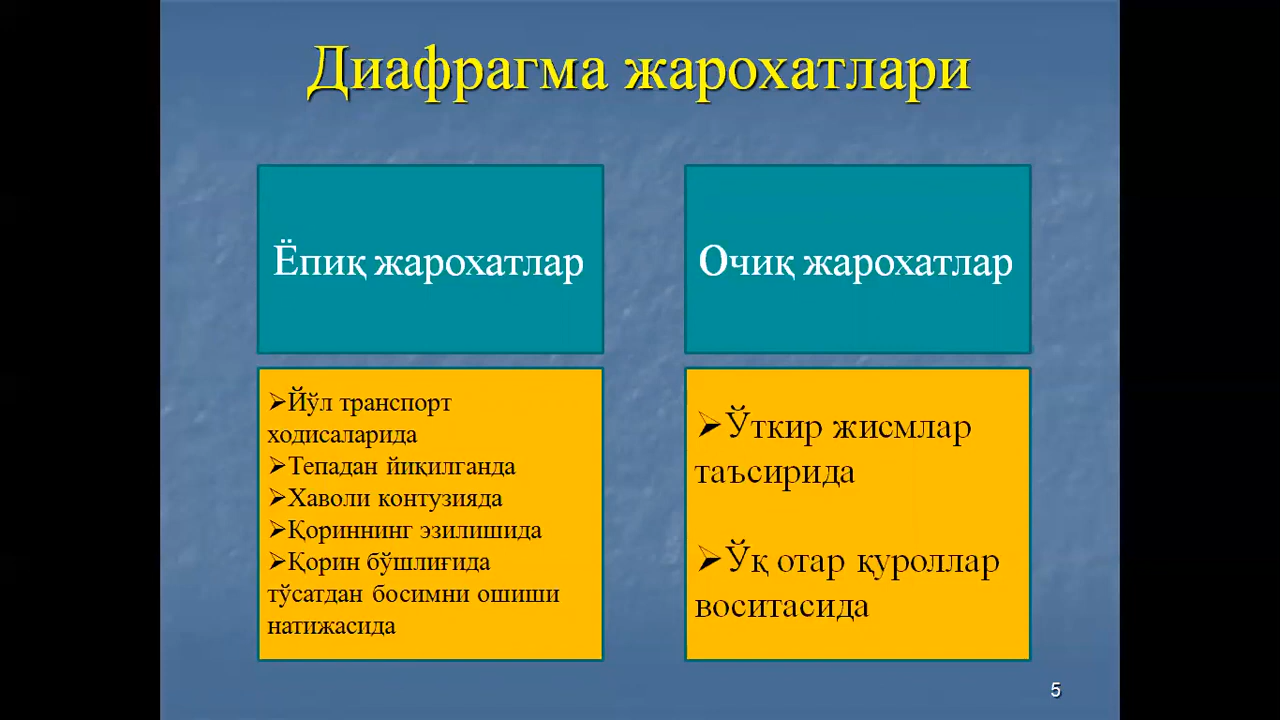 Диафрагма жарохатлари
Ёпиқ жарохатлар
➢Йўл транспорт
ходисаларида
➢Тепадан йиқилганда
➢Хаволи контузияда
➢Қориннинг эзилишида
➢Қорин бўшлиғида
тўсатдан босимни ошиши
натижасида
Очиқ жарохатлар
➢Ўткир жисмлар
таъсирида
➢Ўқ отар қуроллар
воситасида
5